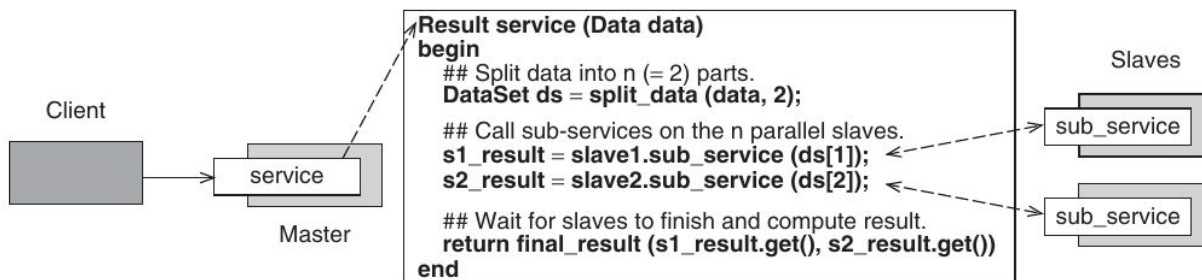 Client
service
Master
Result service (Data data)
begin
## Split data into n (= 2) parts.
DataSet ds = split_data (data, 2);
## Call sub-services on the n parallel slaves.
s1_result = slave1.sub_service (ds[1]);
s2_result = slave2.sub_service (ds[2]);
## Wait for slaves to finish and compute result.
return final_result (s1_result.get(), s2_result.get())
end
Slaves
sub_service
sub_service